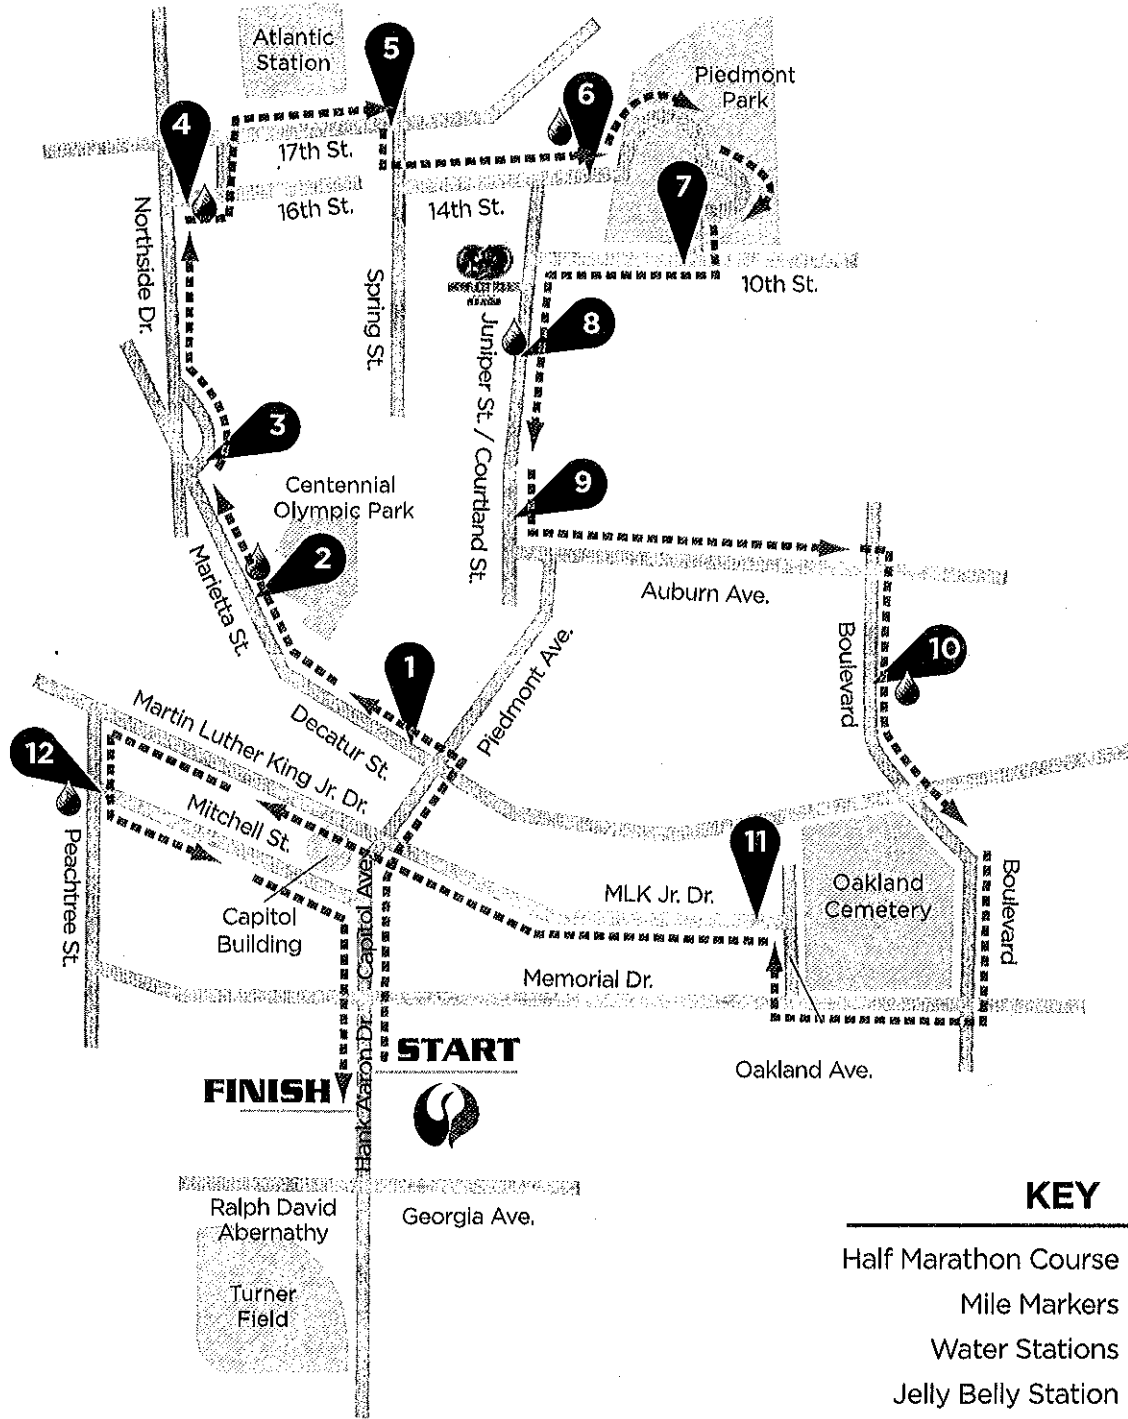 Atlantic
Station
5
6
Piedmont
Park
4
17th St.
16th St.
14th St.
7
Northside Dr.
Spring St.
10th St.
Juniper St. / Courtland St.
8
3
Centennial
Olympic Park
9
2
Marietta St.
Auburn Ave.
1
Piedmont Ave.
Boulevard
10
Martin Luther King Jr. Dr.
Decatur St.
12
Mitchell St.
Peachtree St.
11
MLK Jr. Dr.
Oakland
Cemetery
Boulevard
Capitol
Building
Capitol Ave.
Memorial Dr.
Hank Aaron Dr.
START
FINISH
Oakland Ave.
Ralph David
Abernathy
Georgia Ave.
Turner
Field
KEY
Half Marathon Course
Mile Markers
Water Stations
Jelly Belly Station